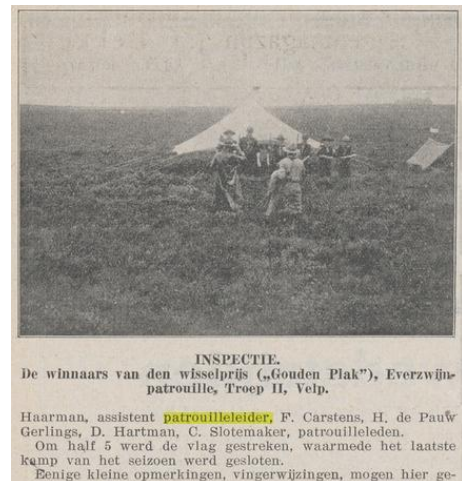 INSPECTIE.
De winnaars van den wisselprijs („Gouden Plak”), Everzwijn-
patrouille, Troep II, Velp.
Haarman, assistent patrouilleleider, F. Carstens, H. de Pauw
Gerlings, D. Hartman, C. Slotemaker, patrouilleleden.
Om half 5 werd de vlag gestreken, waarmede het laatste
kamp van het seizoen werd gesloten.
Eenige kleine opmerkingen, vingerwijzingen, mogen hier ge-